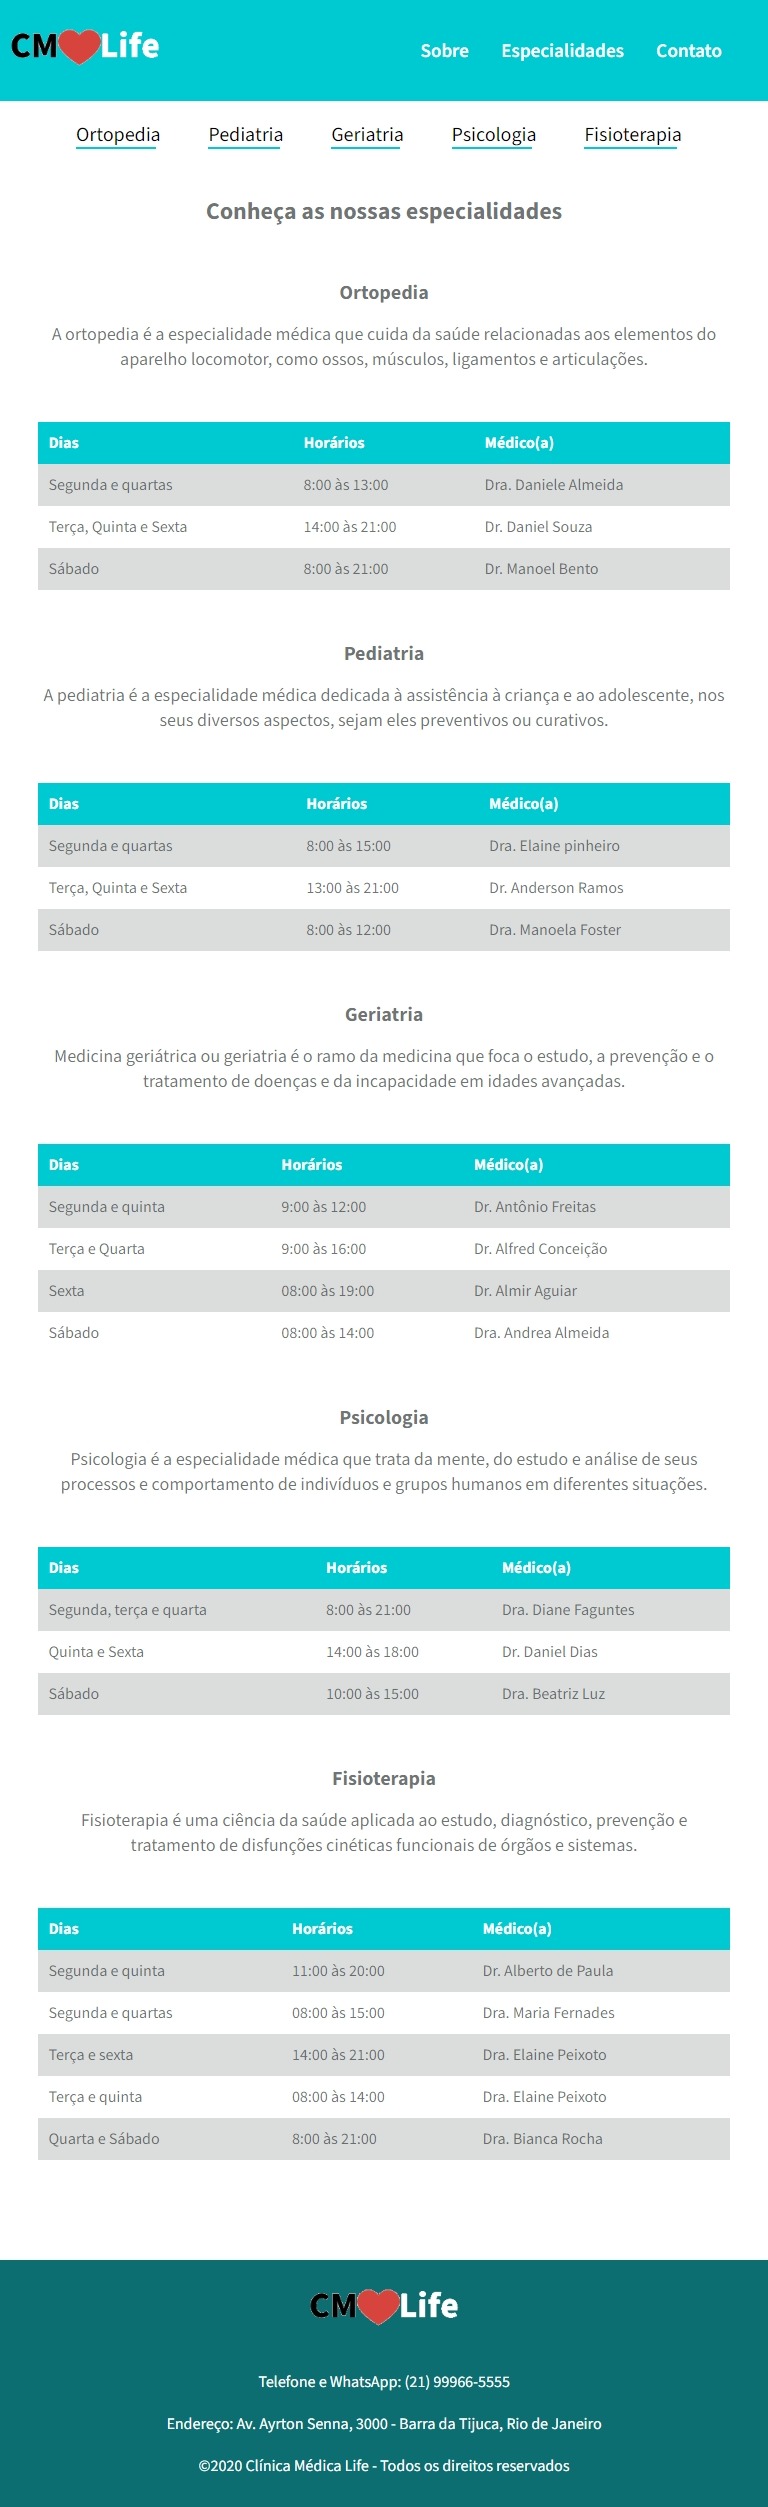 CM Life
Sobre Especialidades Contato
Ortopedia Pediatria Geriatria Psicologia Fisioterapia
Conheça as nossas especialidades
Ortopedia
A ortopedia é a especialidade médica que cuida da saúde relacionadas aos elementos do
aparelho locomotor, como ossos, músculos, ligamentos e articulações.
Dias Horários Médico(a)
Segunda e quartas 8:00 às 13:00 Dra. Daniele Almeida
Terça, Quinta e Sexta 14:00 às 21:00 Dr. Daniel Souza
Sábado 8:00 às 21:00 Dr. Manoel Bento
Pediatria
A pediatria é a especialidade médica dedicada à assistência à criança e ao adolescente, nos
seus diversos aspectos, sejam eles preventivos ou curativos.
Dias Horários Médico(a)
Segunda e quartas 8:00 às 15:00 Dra. Elaine pinheiro
Terça, Quinta e Sexta 13:00 às 21:00 Dr. Anderson Ramos
Sábado 8:00 às 12:00 Dra. Manoela Foster
Geriatria
Medicina geriátrica ou geriatria é o ramo da medicina que foca o estudo, a prevenção e o
tratamento de doenças e da incapacidade em idades avançadas.
Dias Horários Médico(a)
Segunda e quinta 9:00 às 12:00 Dr. Antônio Freitas
Terça e Quarta 9:00 às 16:00 Dr. Alfred Conceição
Sexta 08:00 às 19:00 Dr. Almir Aguiar
Sábado 08:00 às 14:00 Dra. Andrea Almeida
Psicologia
Psicologia é a especialidade médica que trata da mente, do estudo e análise de seus
processos e comportamento de indivíduos e grupos humanos em diferentes situações.
Dias Horários Médico(a)
Segunda, terça e quarta 8:00 às 21:00 Dra. Diane Faguntes
Quinta e Sexta 14:00 às 18:00 Dr. Daniel Dias
Sábado 10:00 às 15:00 Dra. Beatriz Luz
Fisioterapia
Fisioterapia é uma ciência da saúde aplicada ao estudo, diagnóstico, prevenção e
tratamento de disfunções cinéticas funcionais de órgãos e sistemas.
Dias Horários Médico(a)
Segunda e quinta 11:00 às 20:00 Dr. Alberto de Paula
Segunda e quartas 08:00 às 15:00 Dra. Maria Fernades
Terça e sexta 14:00 às 21:00 Dra. Elaine Peixoto
Terça e quinta 08:00 às 14:00 Dra. Elaine Peixoto
Quarta e Sábado 8:00 às 21:00 Dra. Bianca Rocha
CM Life
Telefone e WhatsApp: (21) 99966-5555
Endereço: Av. Ayrton Senna, 3000 - Barra da Tijuca, Rio de Janeiro
©2020 Clínica Médica Life - Todos os direitos reservados